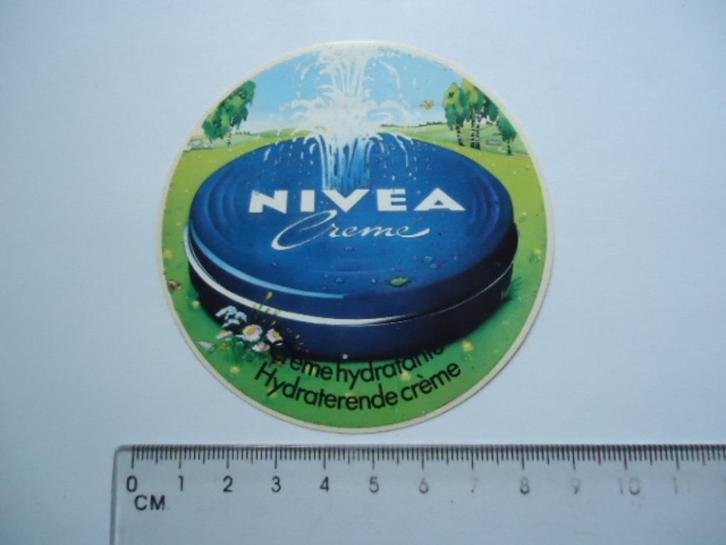 NIVEA
Creme
Crème hydratante
Hydraterende crème
0 1 2 3 4 5 6 7 8 9 10 11
CM